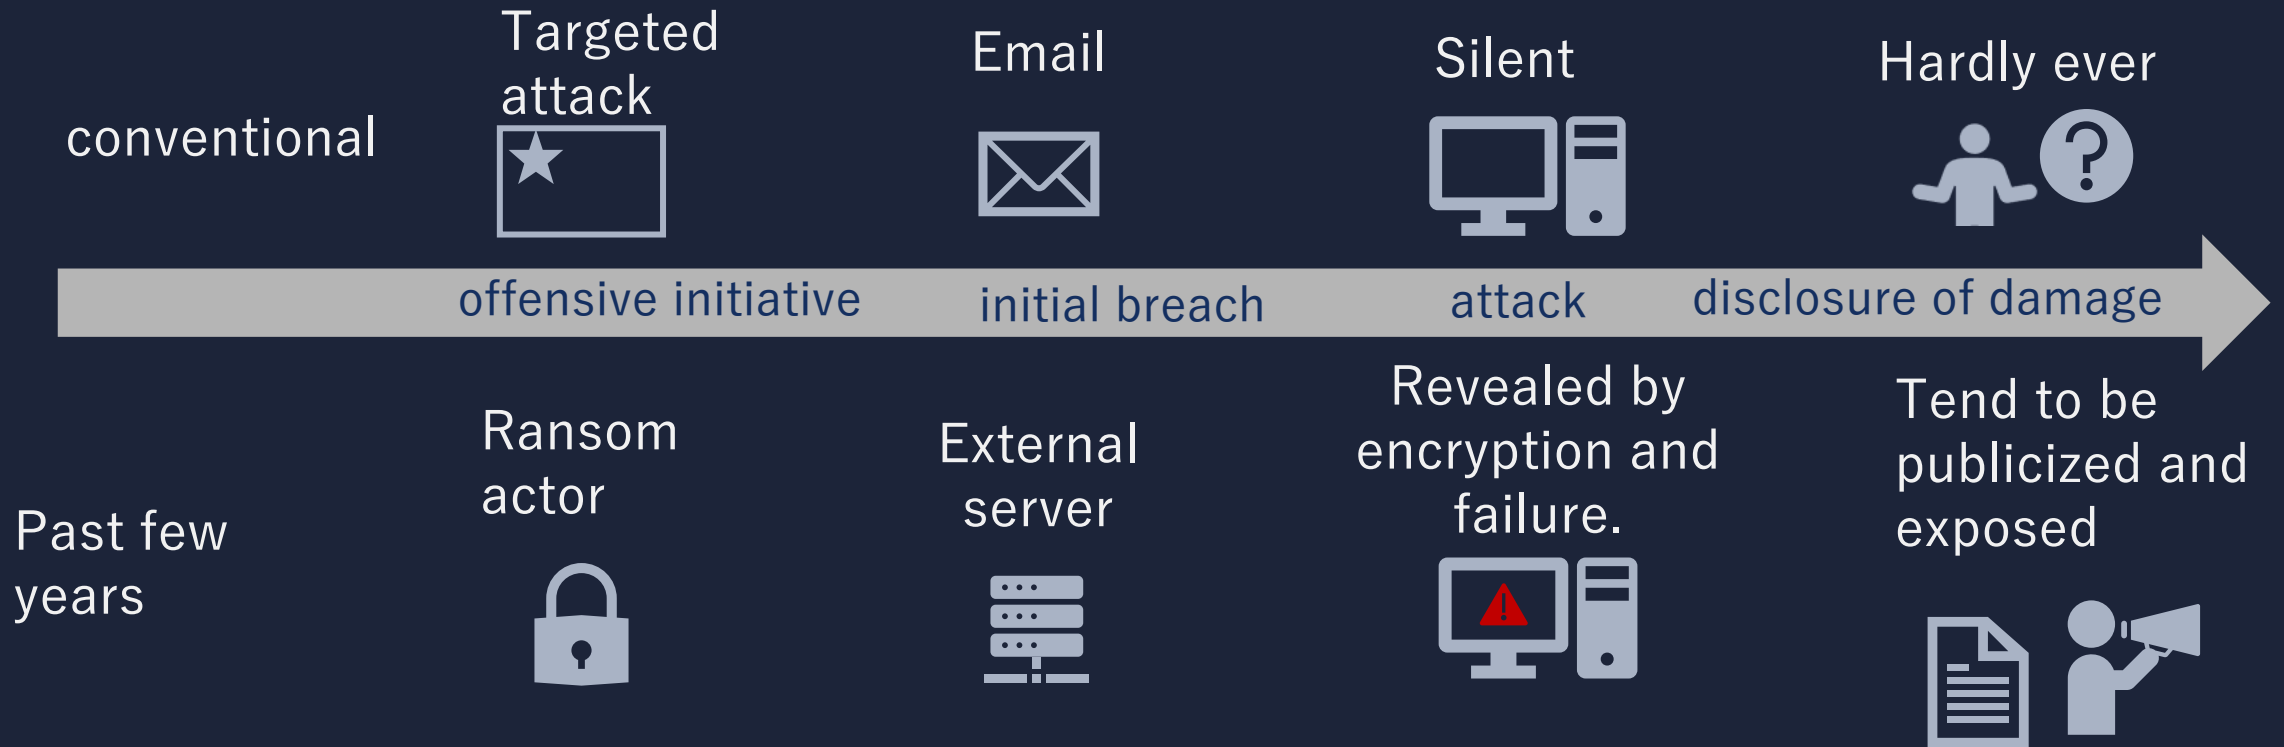 Targeted
attack
Email
Silent
Hardly ever
conventional
offensive initiative
initial breach
attack
disclosure of damage
Ransom
actor
External
server
Revealed by
encryption and
failure.
Tend to be
publicized and
exposed
Past few
years